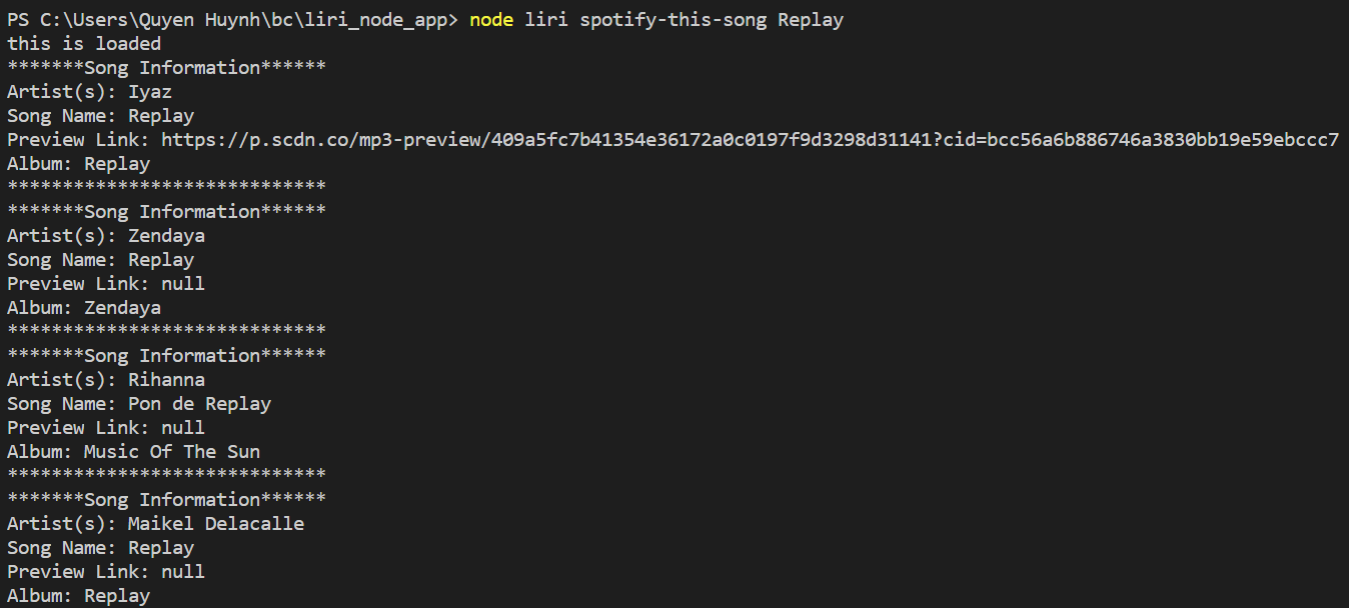 PS C:\Users\Quyen Huynh\bc\liri_node_app> node liri spotify-this-song Replay
this is loaded
*******Song Information******
Artist(s): Iyaz
Song Name: Replay
Preview Link: https://p.scdn.co/mp3-preview/409a5fc7b41354e36172a0c0197f9d3298d31141?cid=bcc56a6b886746a3830bb19e59ebccc7
Album: Replay
*****************************
*******Song Information******
Artist(s): Zendaya
Song Name: Replay
Preview Link: null
Album: Zendaya
*****************************
*******Song Information******
Artist(s): Rihanna
Song Name: Pon de Replay
Preview Link: null
Album: Music Of The Sun
*****************************
*******Song Information******
Artist(s): Maikel Delacalle
Song Name: Replay
Preview Link: null
Album: Replay